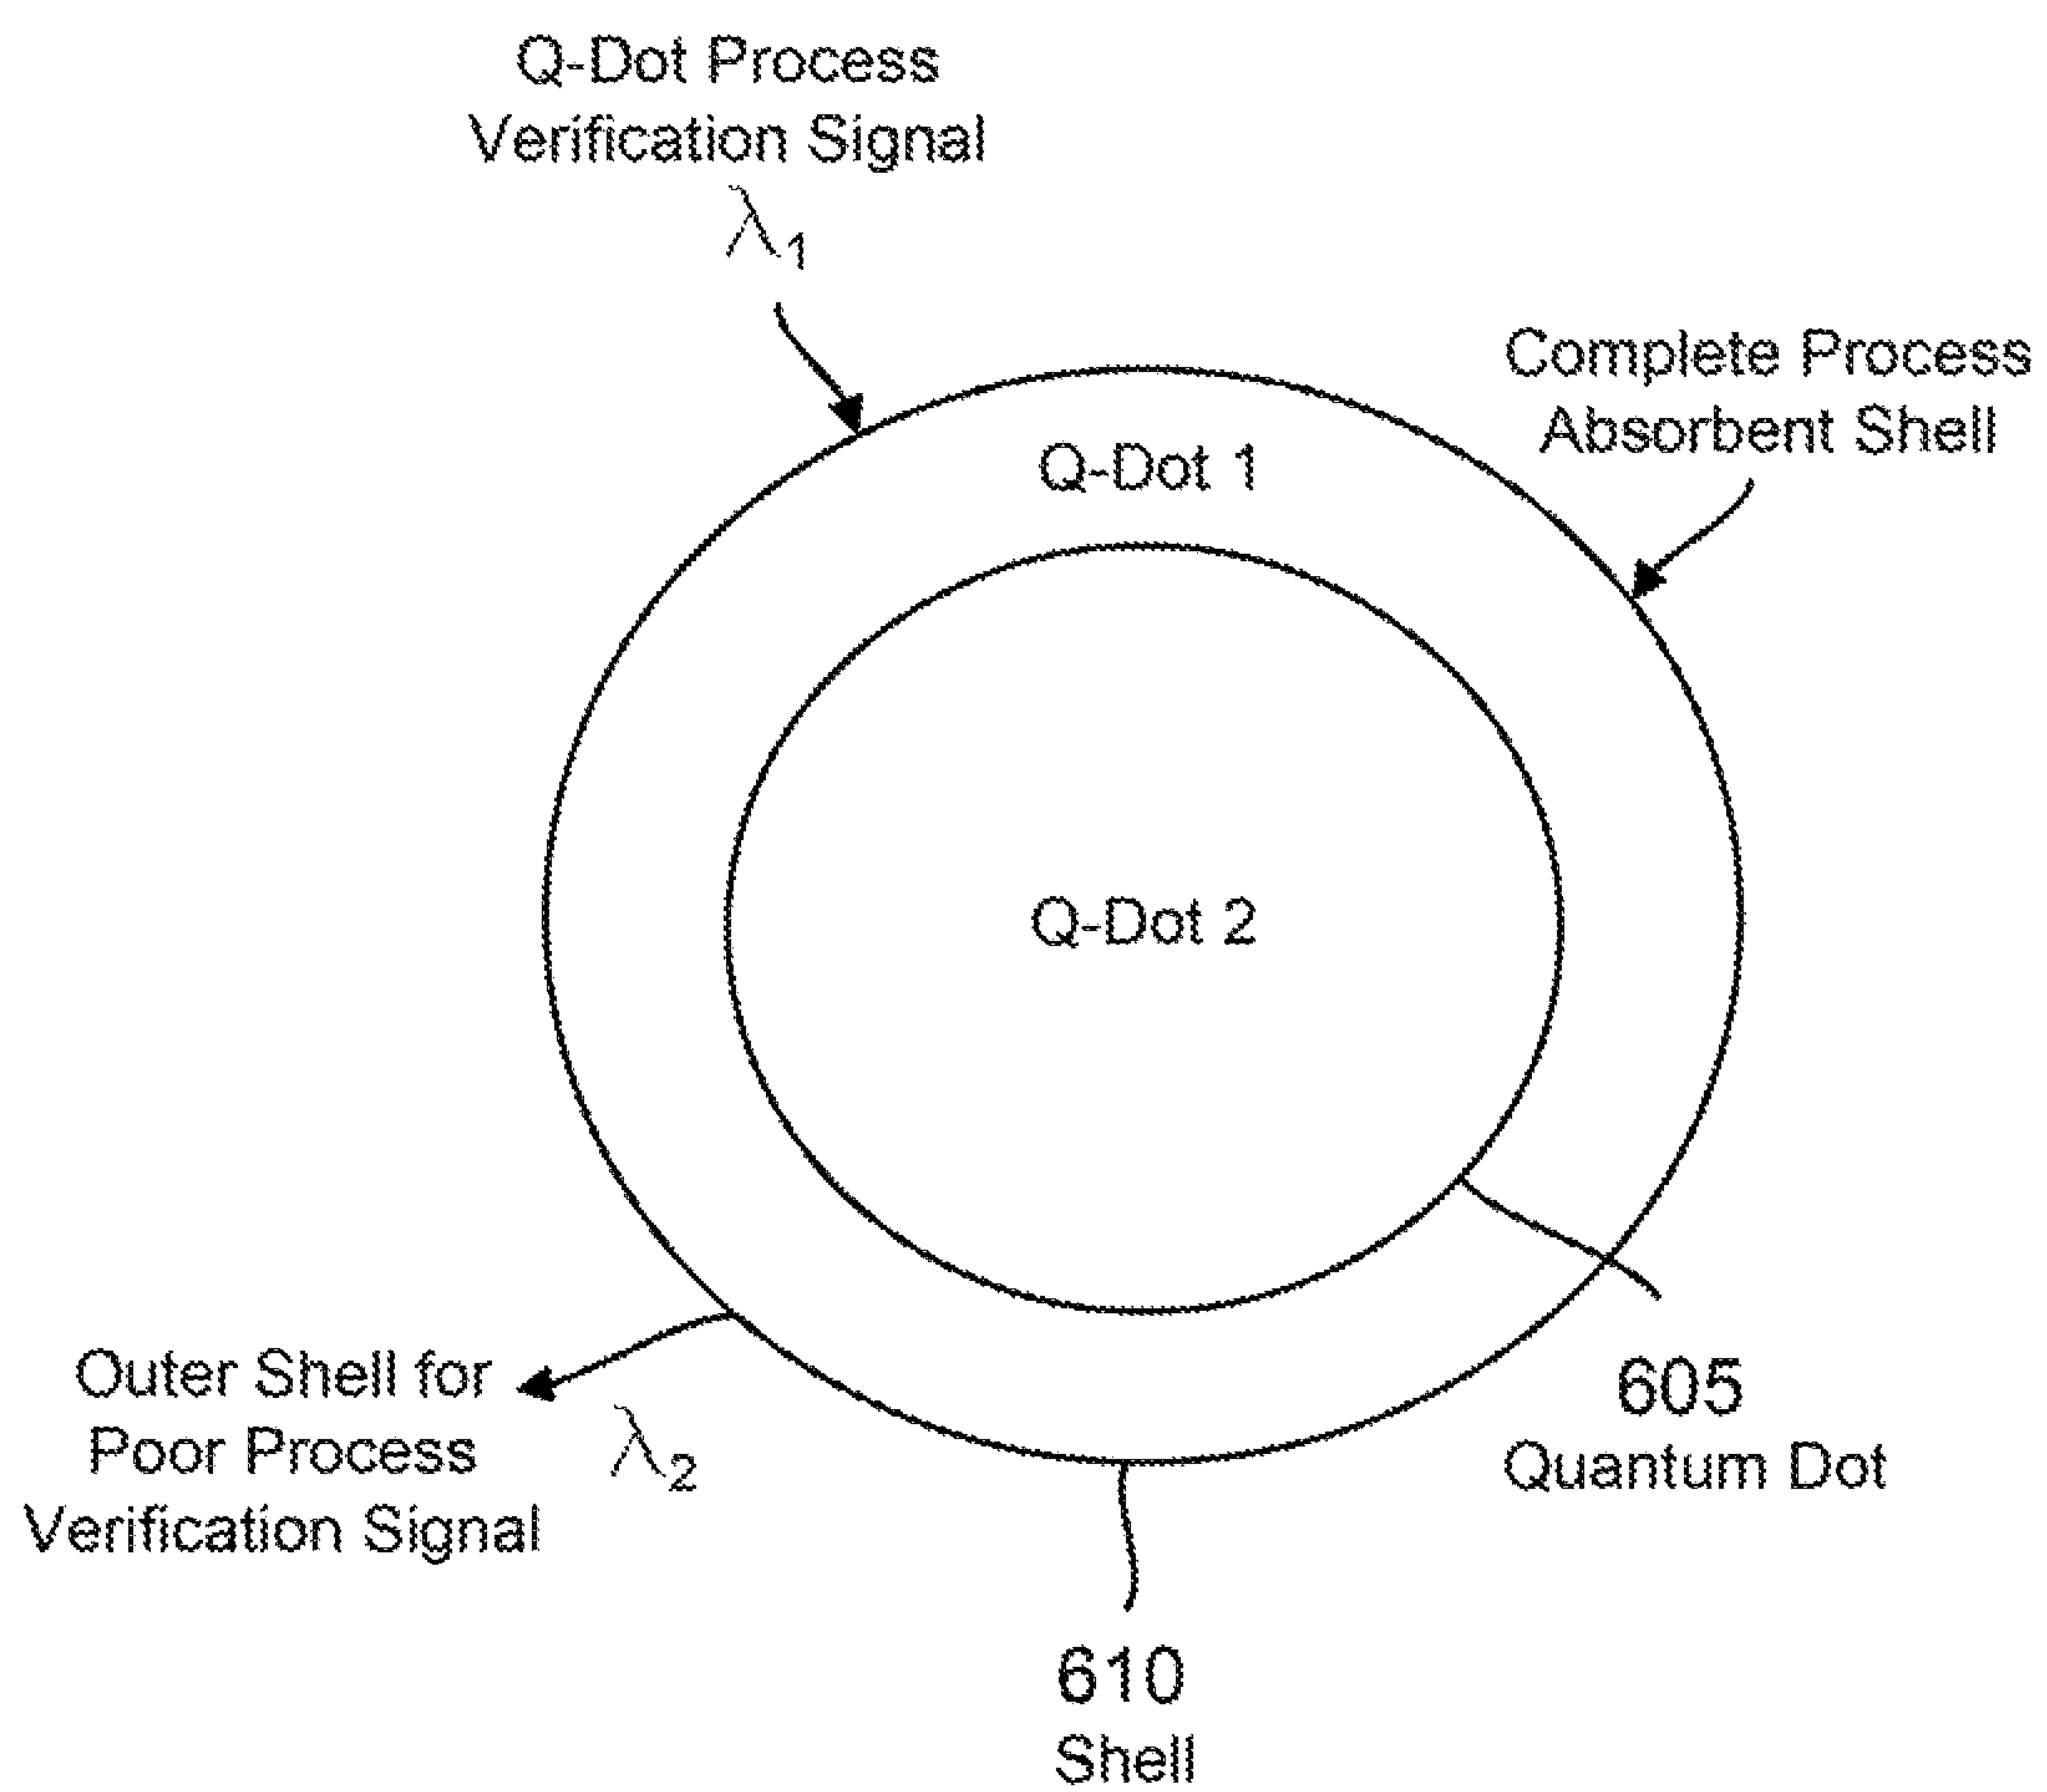 Q-Dot Process
Verification Signal
λ1
Complete Process
Absorbent Shell
Q-Dot 1
Q-Dot 2
Outer Shell for
Poor Process
Verification Signal
λ2
605
Quantum Dot
610
Shell